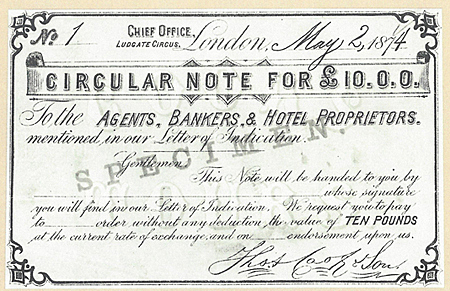 No 1 CHIEF OFFICE, LUDGATE CIRCUS. London, May 2, 1874
CIRCULAR NOTE FOR £10.0.0.
To the AGENTS, BANKERS, & HOTEL PROPRIETORS.
mentioned, in our Letter of Indication.
SPECIMEN.
Gentlemen
This Note will be handed to you by
whose signature
you will find in our Letter of Indication. We request you to pay
order without any deduction, the value of TEN POUNDS
at the current rate of exchange, and on endorsement upon us.
Thos Cook & Son.